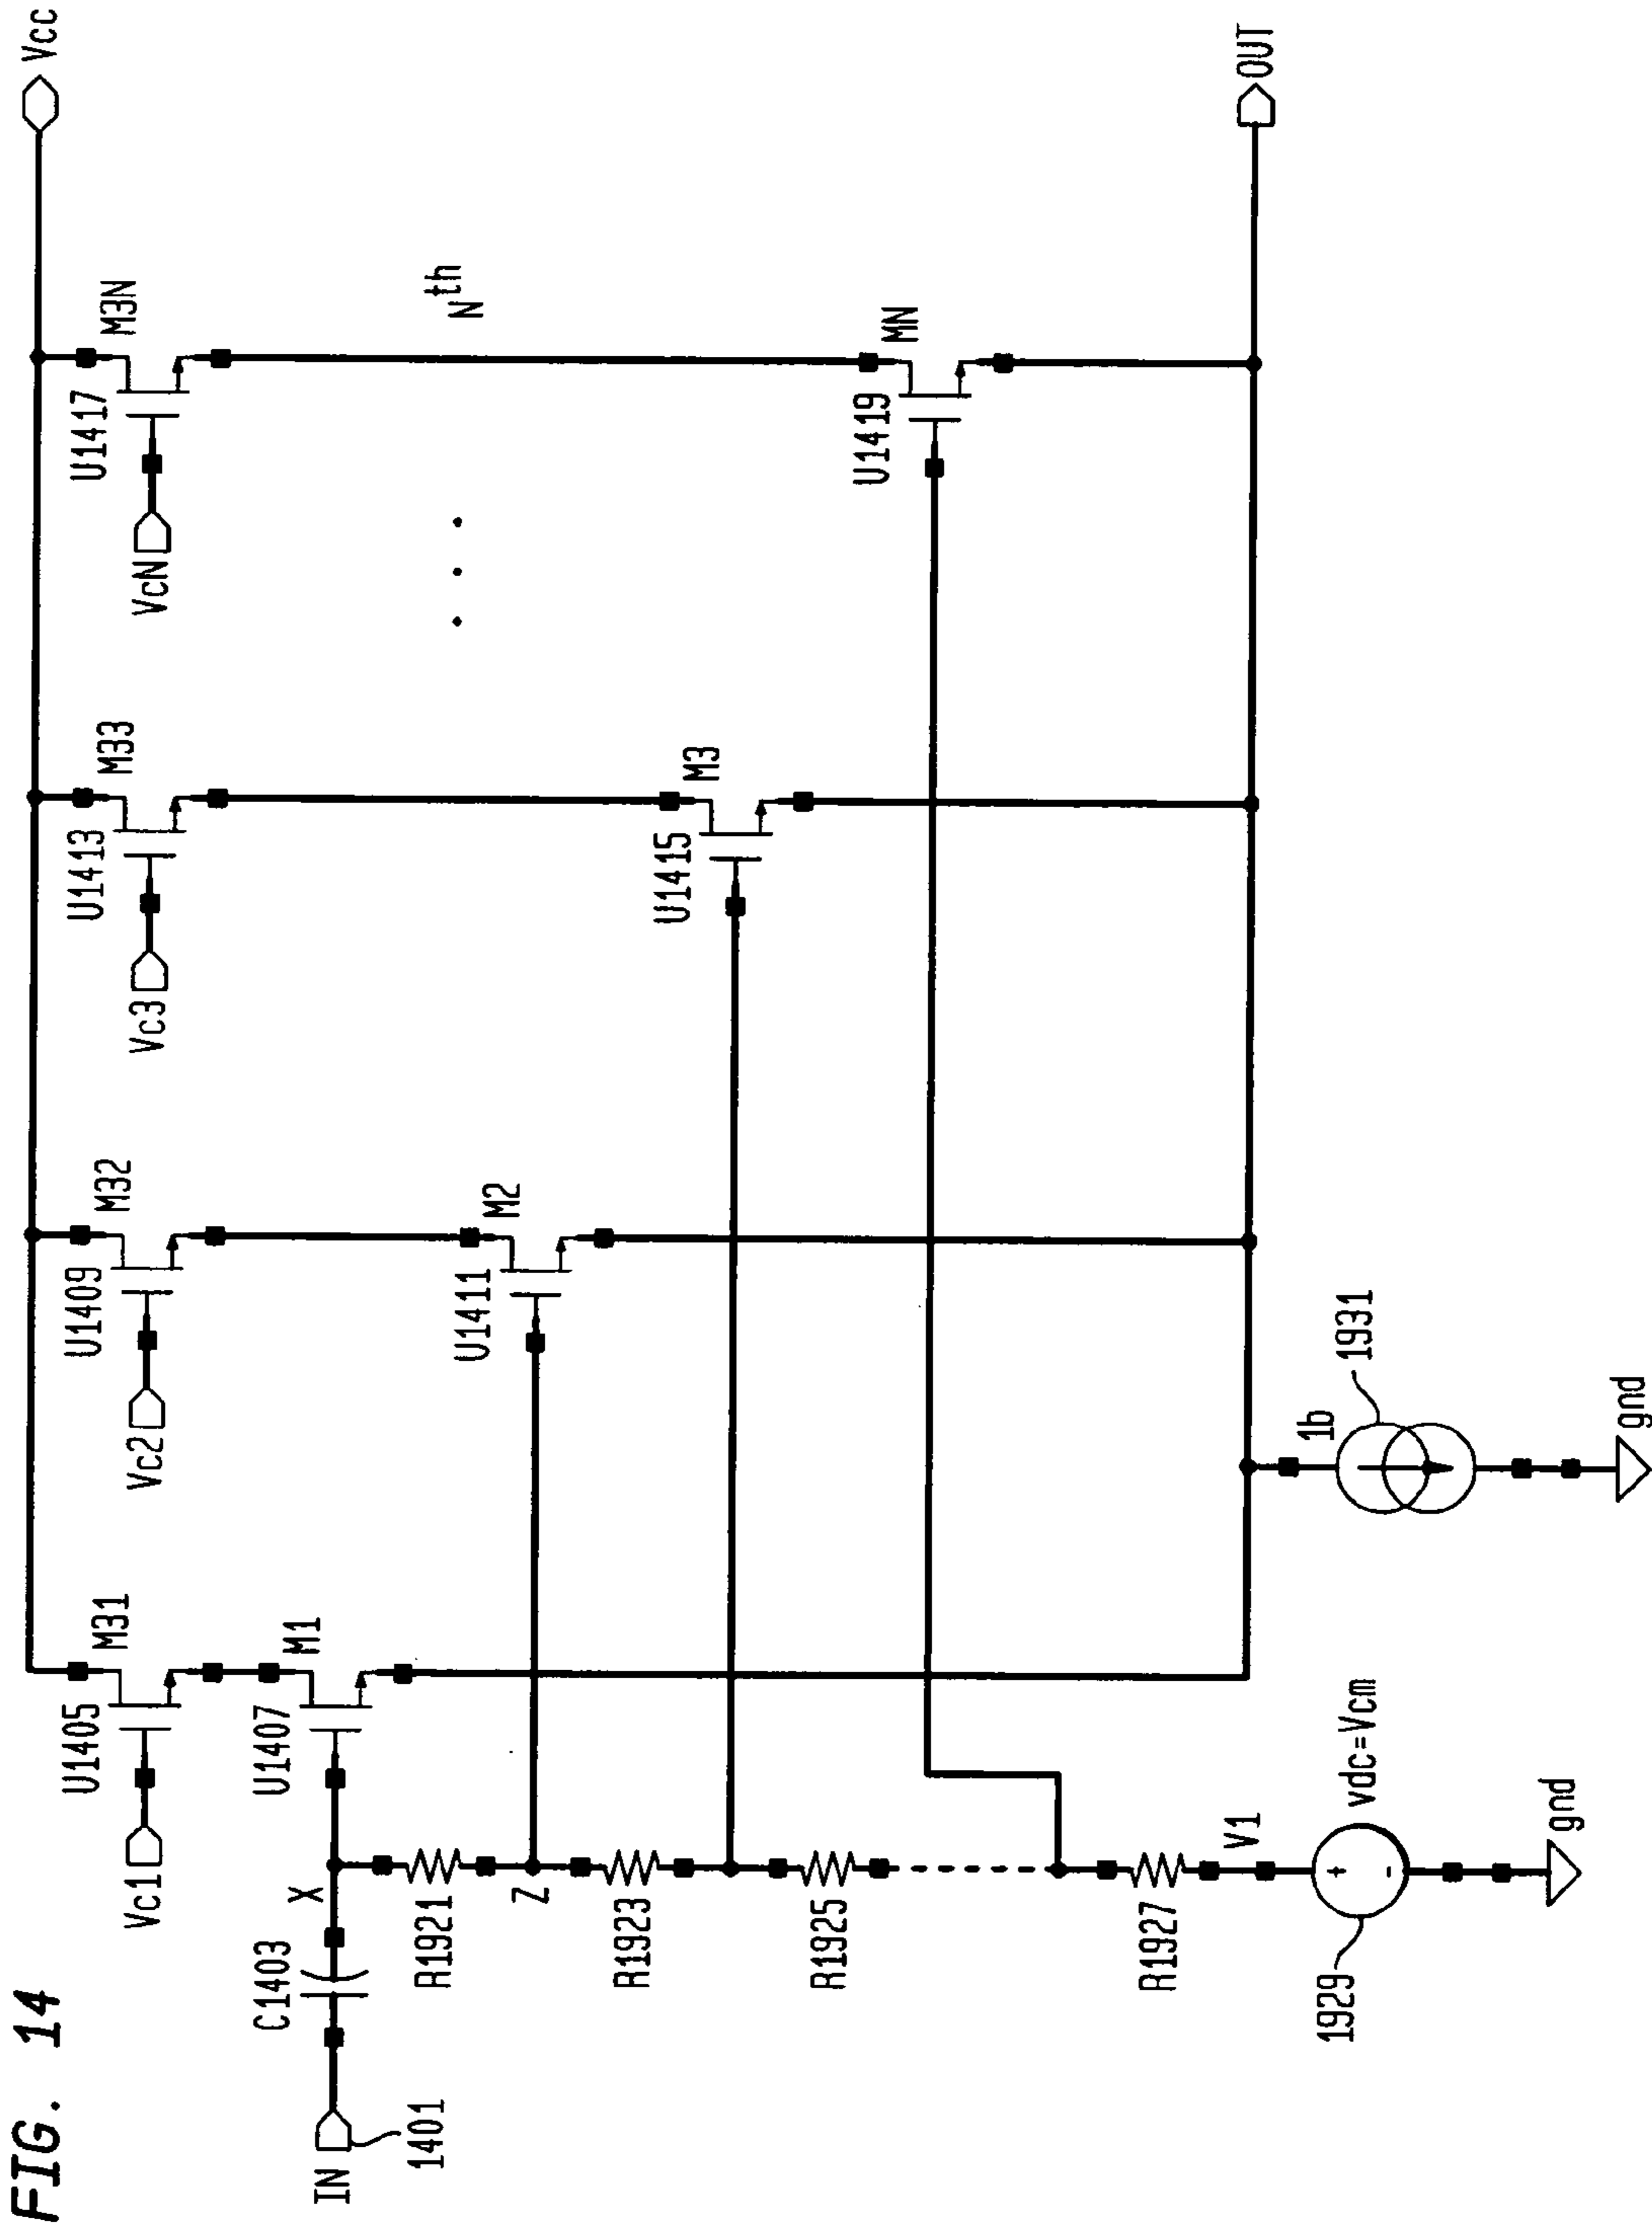 FIG. 14
Vcc
U1405
M31
Vc1
U1409
M32
Vc2
U1413
M33
Vc3
U1417
M3N
VcN
U1407
M1
IN
1401
C1403
X
R1921
Z
U1411
M2
Nth
R1923
U1415
M3
R1925
U1419
MN
R1927
V1
1929
vdc=Vcm
gnd
1b
1931
gnd
OUT
+
-